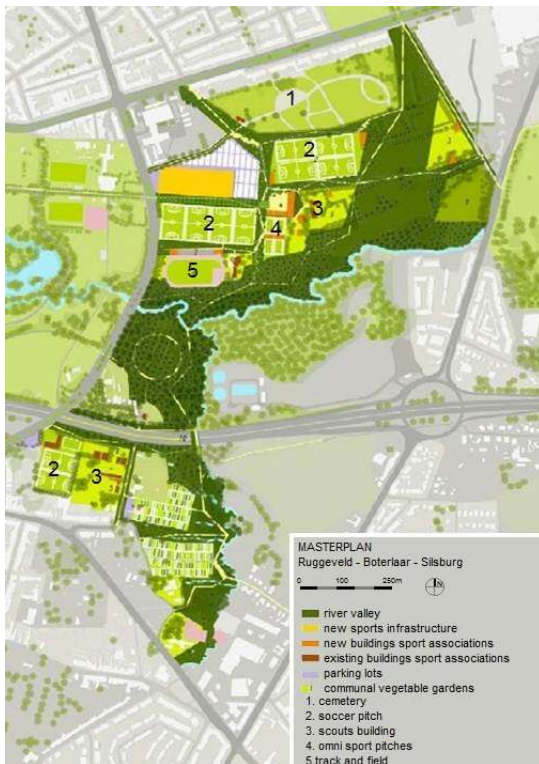 1
2
3
2
4
5
2
3
MASTERPLAN
Ruggeveld - Boterlaar - Silsburg
0 100 250m N
river valley
new sports infrastructure
new buildings sport associations
existing buildings sport associations
parking lots
communal vegetable gardens
1. cemetery
2. soccer pitch
3. scouts building
4. omni sport pitches
5.track and field